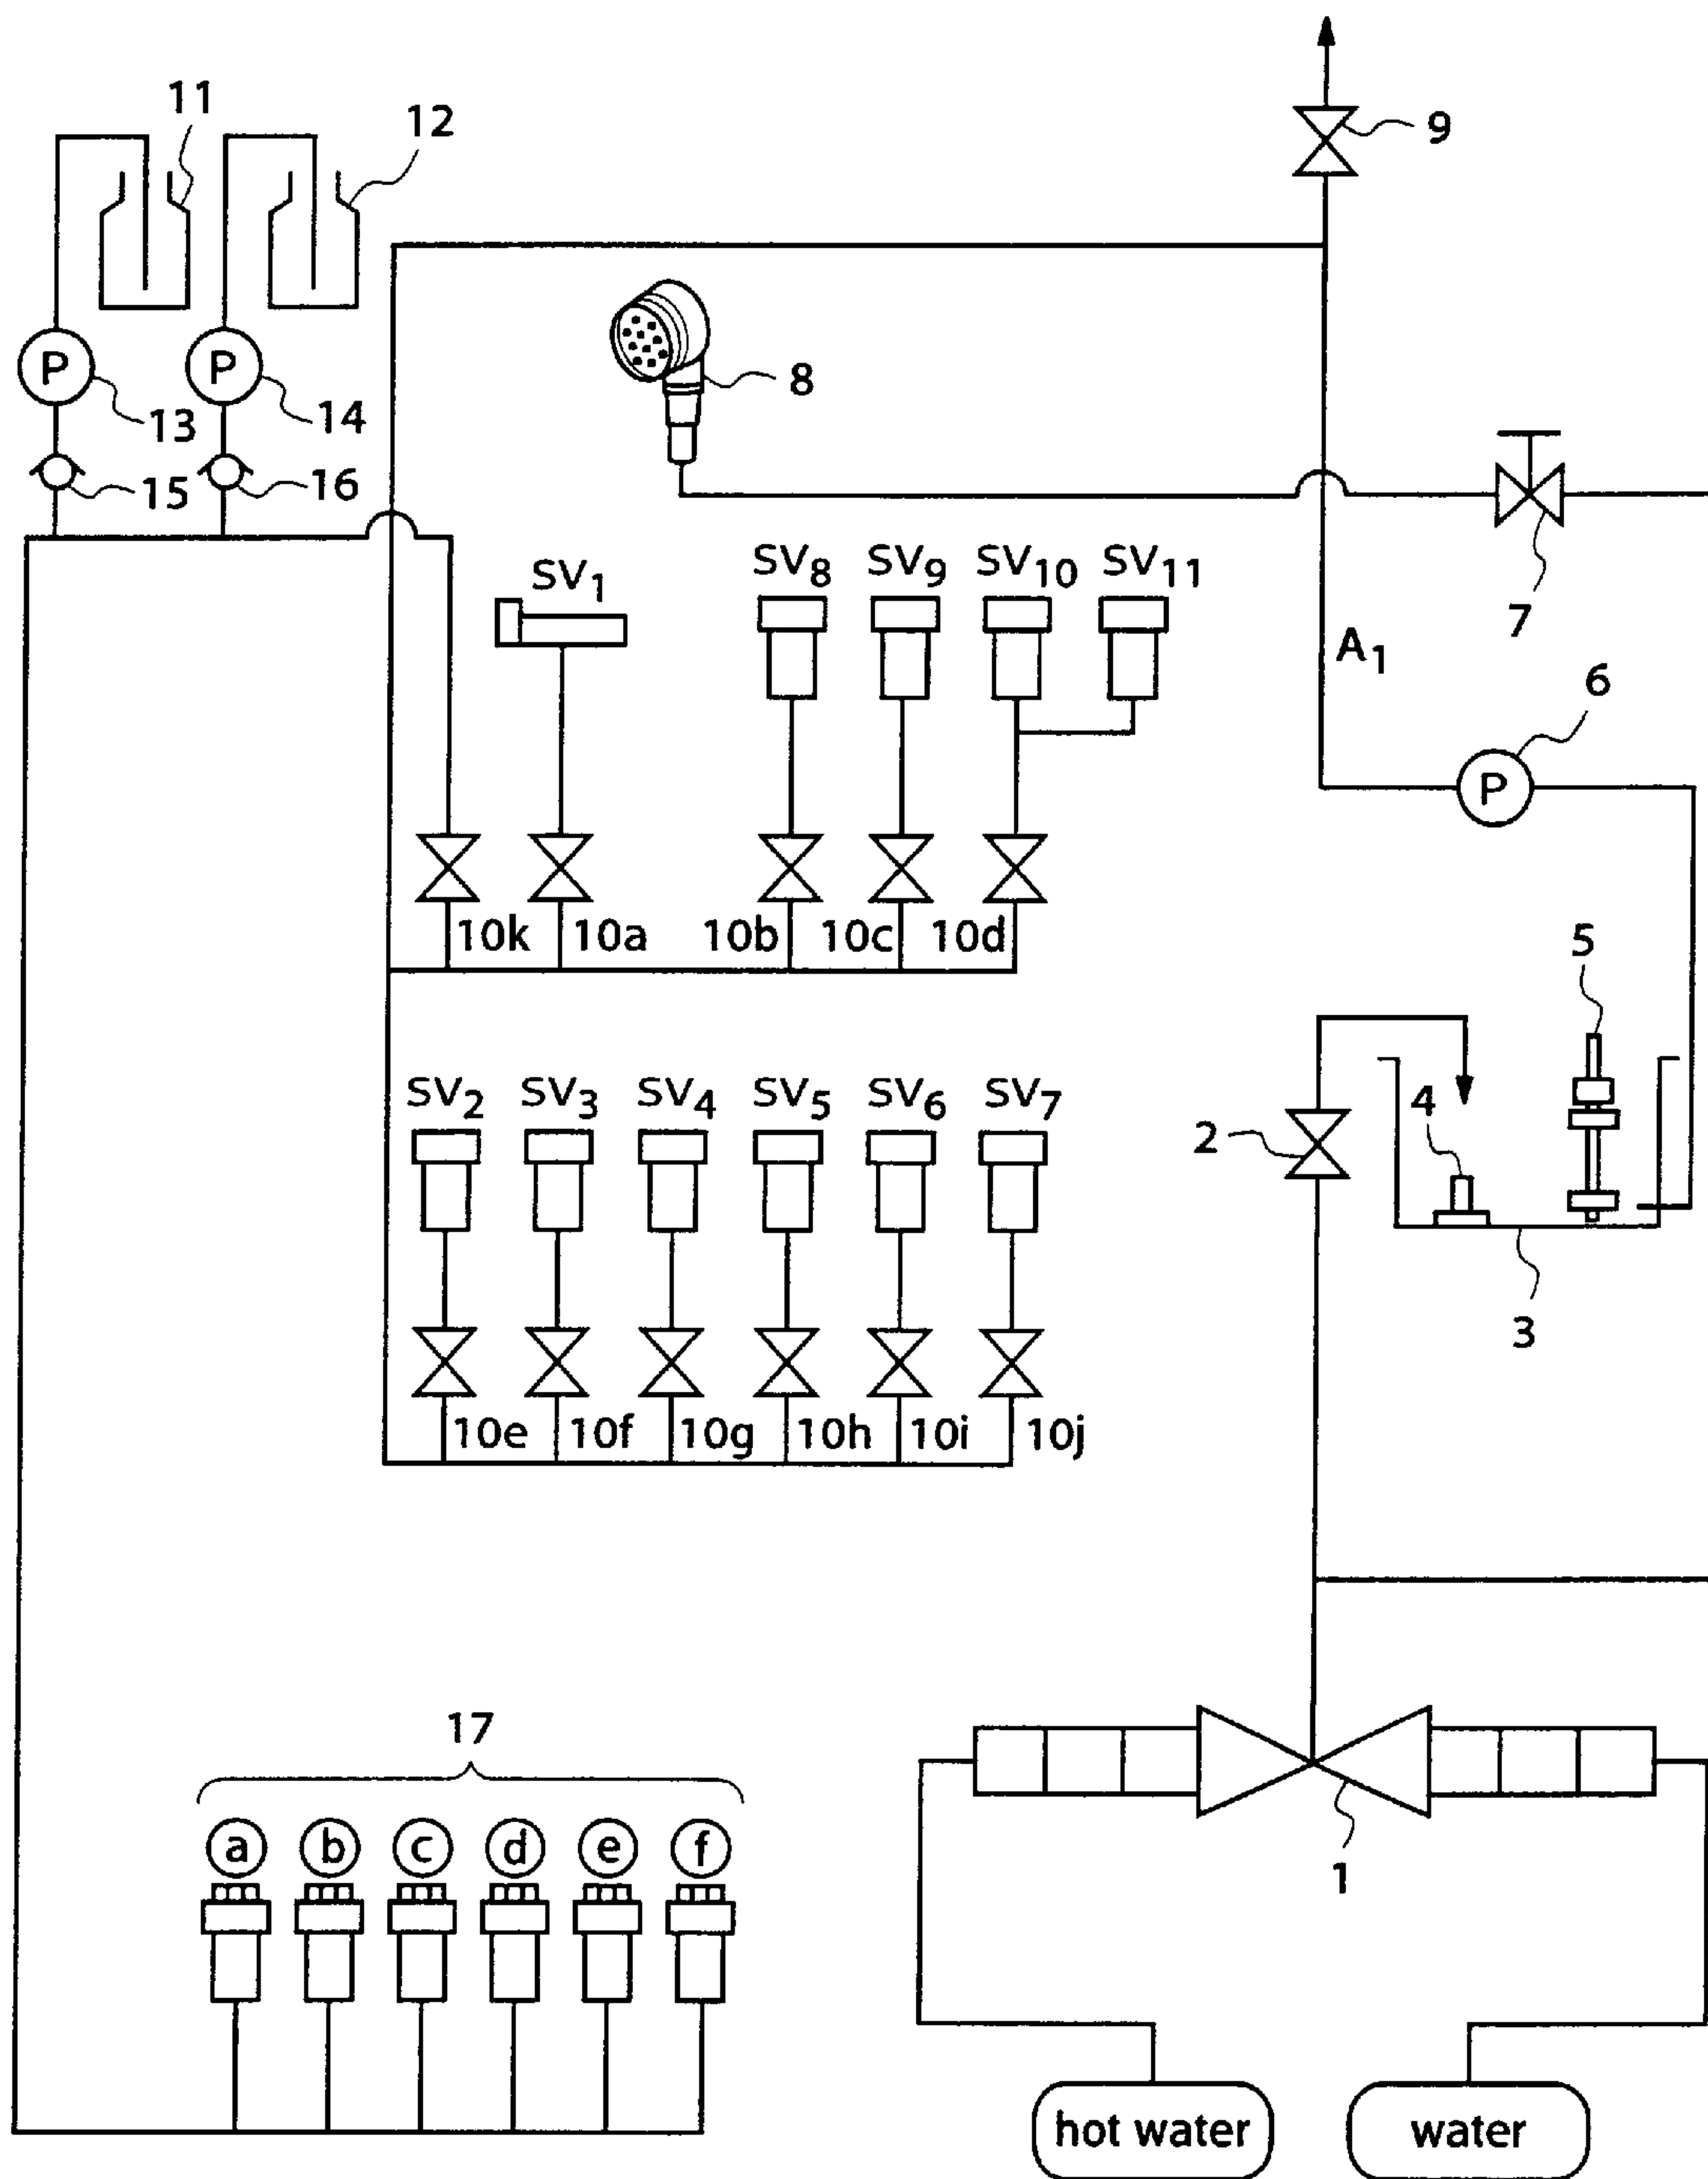 11
12
9
P
P
8
13
14
15
16
SV8 SV9 SV10 SV11
SV1
7
A1
6
P
10k 10a 10b 10c 10d
5
SV2 SV3 SV4 SV5 SV6 SV7
4
2
3
10e 10f 10g 10h 10i 10j
17
a b c d e f
1
hot water
water